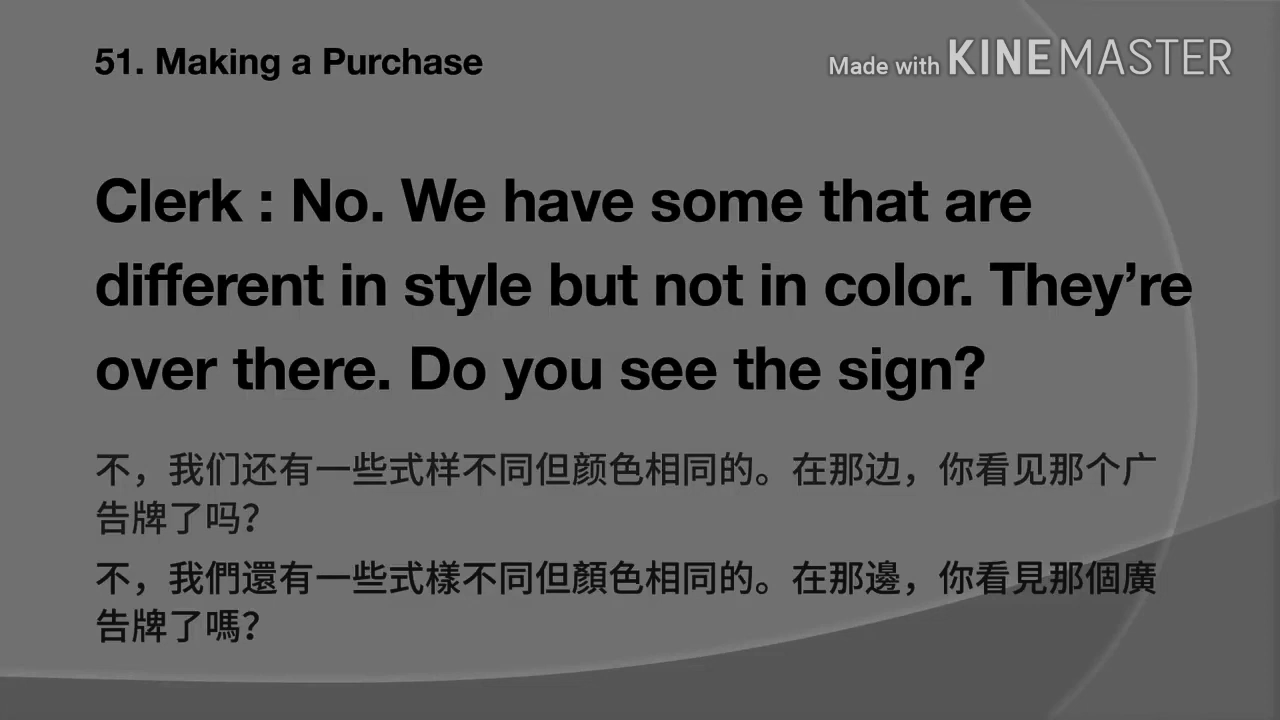 51. Making a Purchase
Made with KINEMASTER
Clerk : No. We have some that are
different in style but not in color. They’re
over there. Do you see the sign?
不，我们还有一些式样不同但颜色相同的。在那边，你看见那个广
告牌了吗？
不，我們還有一些式樣不同但顏色相同的。在那邊，你看見那個廣
告牌了嗎？